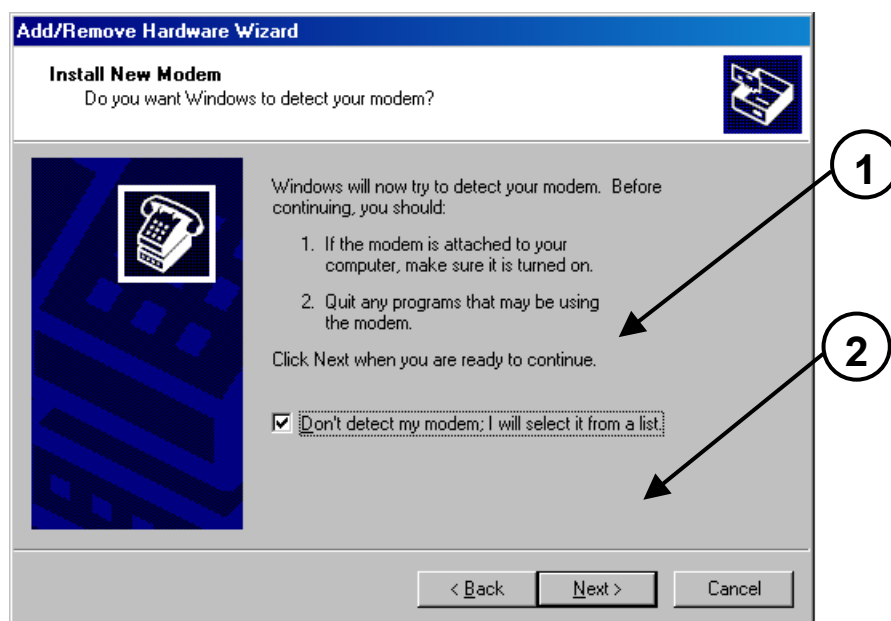 Add/Remove Hardware Wizard
Install New Modem
Do you want Windows to detect your modem?
Windows will now try to detect your modem. Before
continuing, you should:
1. If the modem is attached to your
computer, make sure it is turned on.
2. Quit any programs that may be using
the modem.
Click Next when you are ready to continue.
Don't detect my modem; I will select it from a list.
< Back
Next >
Cancel
1
2